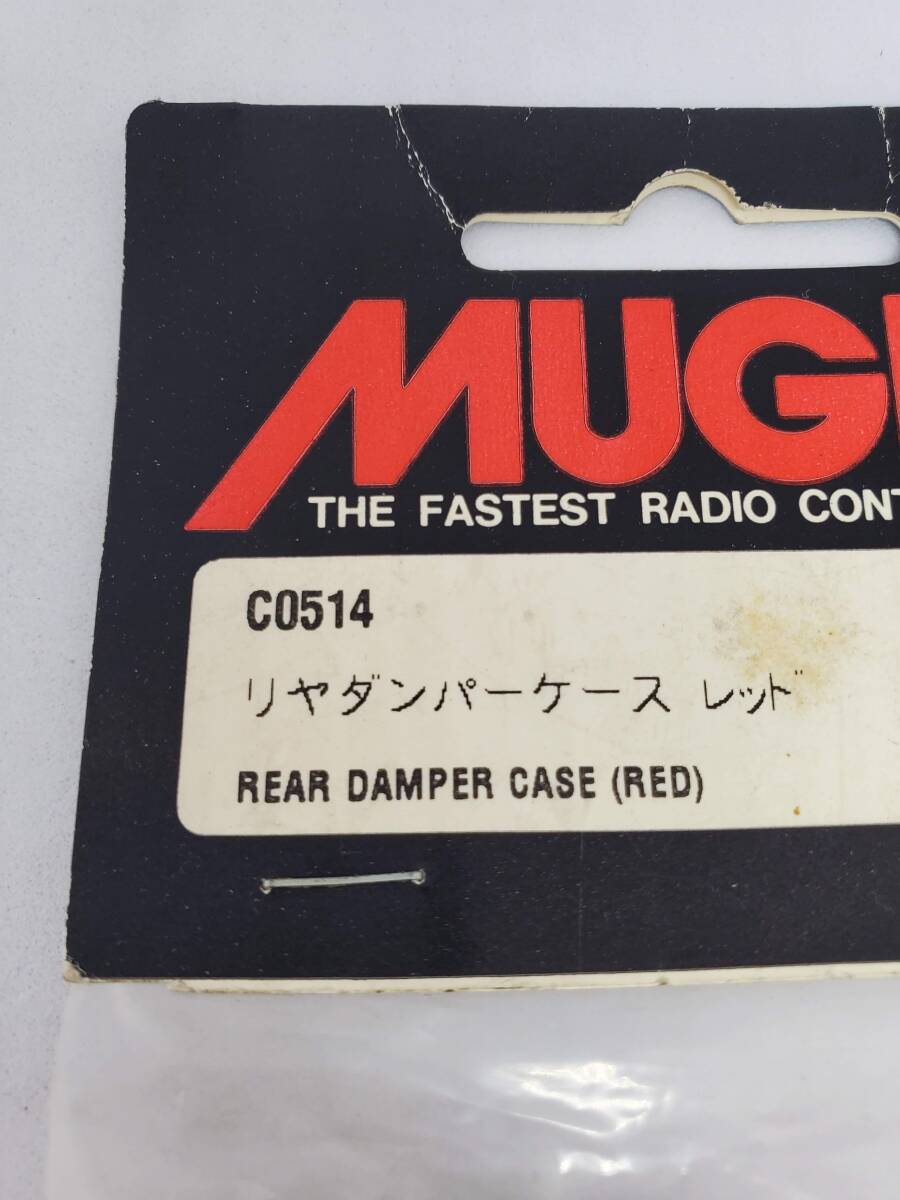 MUG
THE FASTEST RADIO CONT
C0514
リヤダンパーケース レッド
REAR DAMPER CASE (RED)